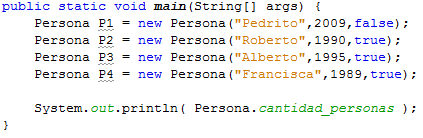 public static void main(String[] args) {
Persona P1 = new Persona("Pedrito",2009,false);
Persona P2 = new Persona("Roberto",1990,true);
Persona P3 = new Persona("Alberto",1995,true);
Persona P4 = new Persona("Francisca",1989,true);
System.out.println( Persona.cantidad_personas );
}